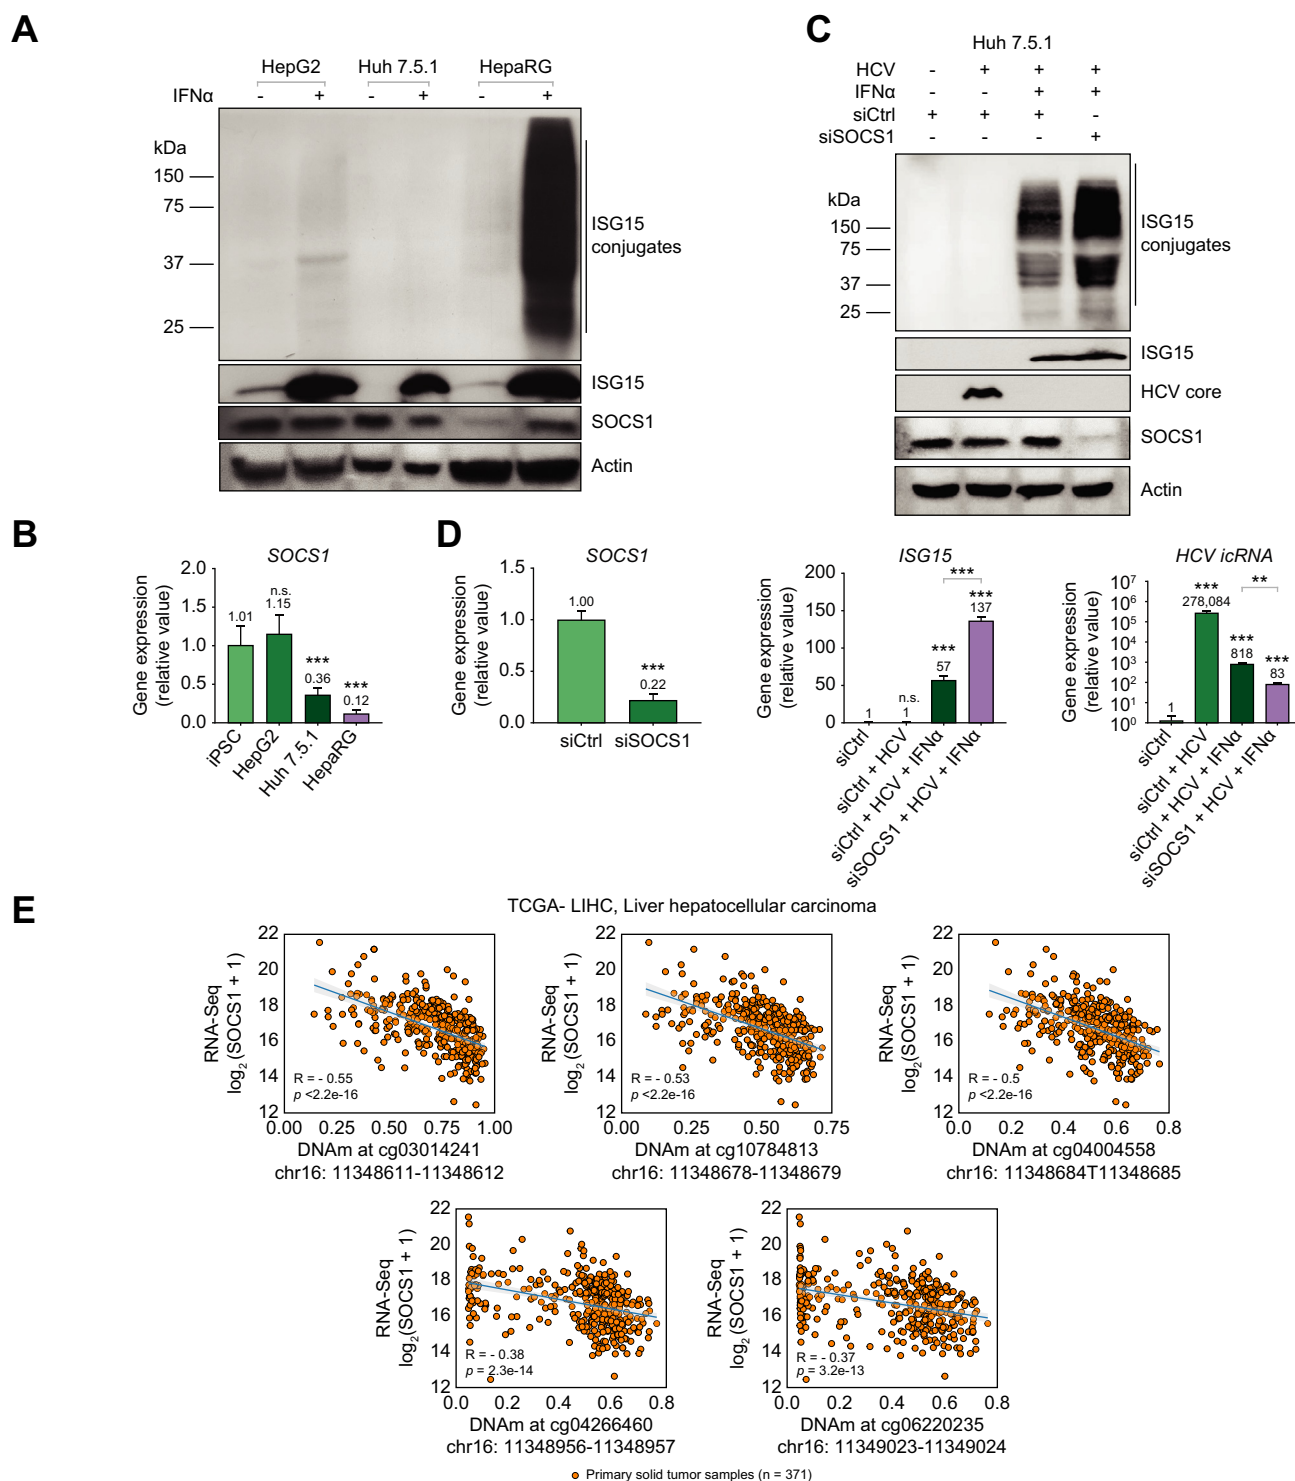 A
HepG2 Huh 7.5.1 HepaRG
IFNα - + - + - +
kDa
150
75
37
25
ISG15
conjugates
ISG15
SOCS1
Actin
C
Huh 7.5.1
HCV - + + +
IFNα - - + +
siCtrl + + + -
siSOCS1 - - - +
kDa
150
75
37
25
ISG15
conjugates
ISG15
HCV core
SOCS1
Actin
B
SOCS1
Gene expression
(relative value)
2.0
1.5
1.0
0.5
0.0
1.01
n.s.
1.15
***
0.36
***
0.12
iPSC
HepG2
Huh 7.5.1
HepaRG
D
SOCS1
Gene expression
(relative value)
1.5
1.0
0.5
0.0
1.00
***
0.22
siCtrl siSOCS1
ISG15
Gene expression
(relative value)
200
150
100
50
0
1
n.s.
1
***
57
***
***
137
siCtrl
siCtrl + HCV
siCtrl + HCV + IFNα
siSOCS1 + HCV + IFNα
HCV icRNA
Gene expression
(relative value)
10⁷
10⁶
10⁵
10⁴
10³
10²
10¹
10⁰
1
***
278,084
***
818
**
***
83
siCtrl
siCtrl + HCV
siCtrl + HCV + IFNα
siSOCS1 + HCV + IFNα
E
TCGA- LIHC, Liver hepatocellular carcinoma
RNA-Seq
log₂(SOCS1 + 1)
22
20
18
16
14
12
R = - 0.55
p <2.2e-16
0.00 0.25 0.50 0.75 1.00
DNAm at cg03014241
chr16: 11348611-11348612
RNA-Seq
log₂(SOCS1 + 1)
22
20
18
16
14
12
R = - 0.53
p <2.2e-16
0.00 0.25 0.50 0.75
DNAm at cg10784813
chr16: 11348678-11348679
RNA-Seq
log₂(SOCS1 + 1)
22
20
18
16
14
12
R = - 0.5
p <2.2e-16
0.0 0.2 0.4 0.6 0.8
DNAm at cg04004558
chr16: 11348684T11348685
RNA-Seq
log₂(SOCS1 + 1)
22
20
18
16
14
12
R = - 0.38
p = 2.3e-14
0.0 0.2 0.4 0.6 0.8
DNAm at cg04266460
chr16: 11348956-11348957
RNA-Seq
log₂(SOCS1 + 1)
22
20
18
16
14
12
R = - 0.37
p = 3.2e-13
0.0 0.2 0.4 0.6 0.8
DNAm at cg06220235
chr16: 11349023-11349024
Primary solid tumor samples (n = 371)